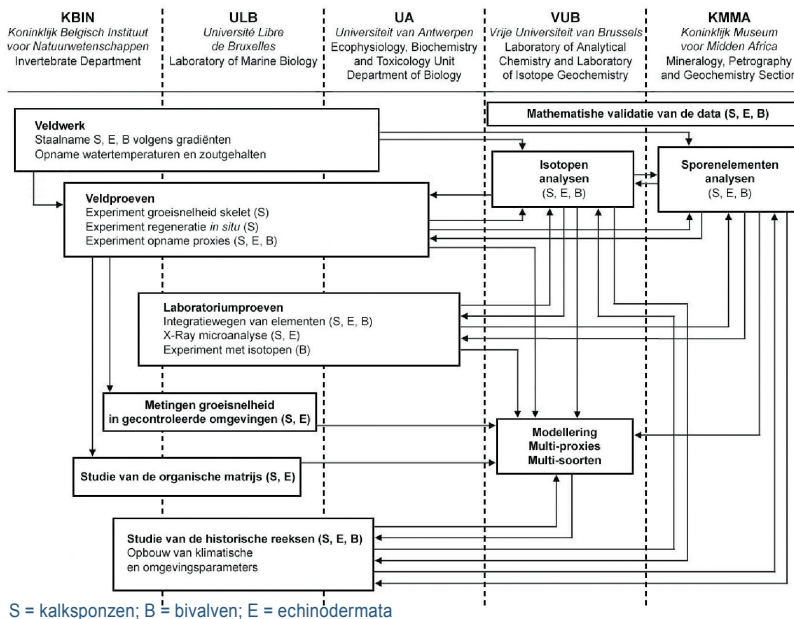 KBIN
Koninklijk Belgisch Instituut
voor Natuurwetenschappen
Invertebrate Department
ULB
Université Libre
de Bruxelles
Laboratory of Marine Biology
UA
Universiteit van Antwerpen
Ecophysiology, Biochemistry
and Toxicology Unit
Department of Biology
VUB
Vrije Universiteit van Brussels
Laboratory of Analytical
Chemistry and Laboratory
of Isotope Geochemistry
KMMA
Koninklijk Museum
voor Midden Africa
Mineralogy, Petrography
and Geochemistry Section
Mathematishe validatie van de data (S, E, B)
Veldwerk
Staalname S, E, B volgens gradiënten
Opname watertemperaturen en zoutgehalten
Isotopen
analysen
(S, E, B)
Sporenelementen
analysen
(S, E, B)
Veldproeven
Experiment groeisnelheid skelet (S)
Experiment regeneratie in situ (S)
Experiment opname proxies (S, E, B)
Laboratoriumproeven
Integratiewegen van elementen (S, E, B)
X-Ray microanalyse (S, E)
Experiment met isotopen (B)
Metingen groeisnelheid
in gecontroleerde omgevingen (S, E)
Modellering
Multi-proxies
Multi-soorten
Studie van de organische matrijs (S, E)
Studie van de historische reeksen (S, E, B)
Opbouw van klimatische
en omgevingsparameters
S = kalksponzen; B = bivalven; E = echinodermata